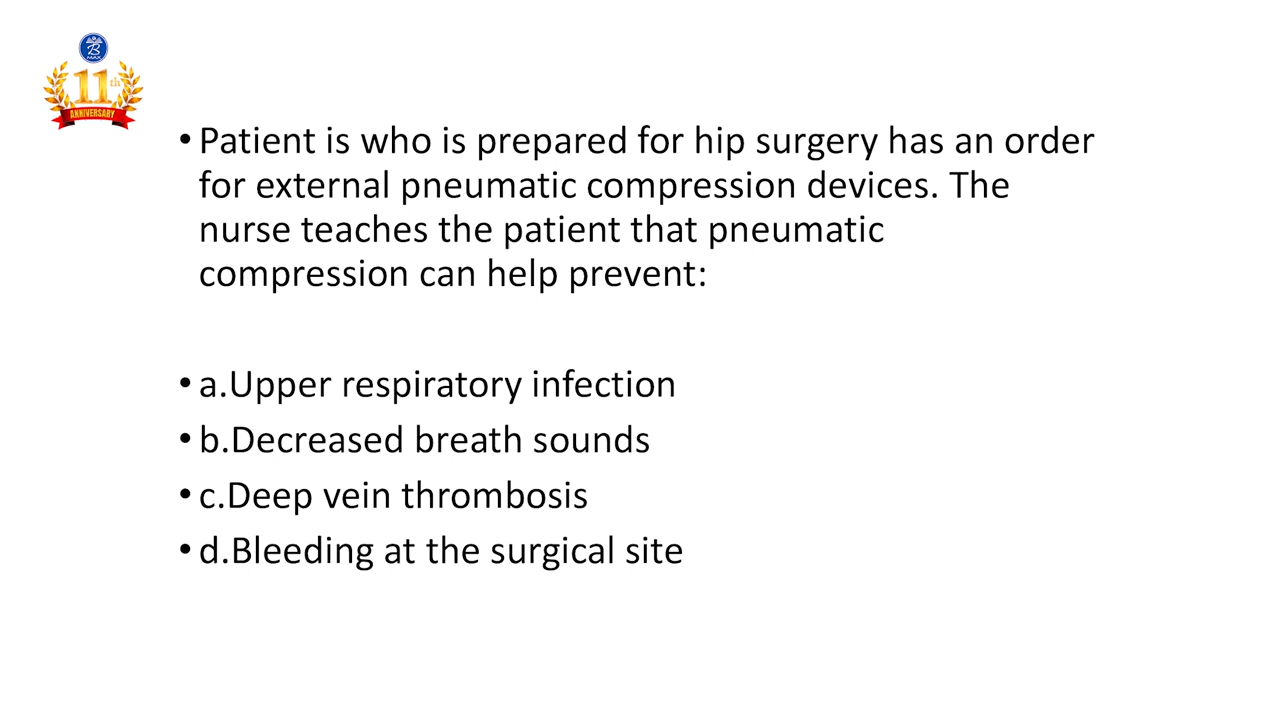 B
MAX
11th
ANNIVERSARY
• Patient is who is prepared for hip surgery has an order
for external pneumatic compression devices. The
nurse teaches the patient that pneumatic
compression can help prevent:
• a.Upper respiratory infection
• b.Decreased breath sounds
• c.Deep vein thrombosis
• d.Bleeding at the surgical site